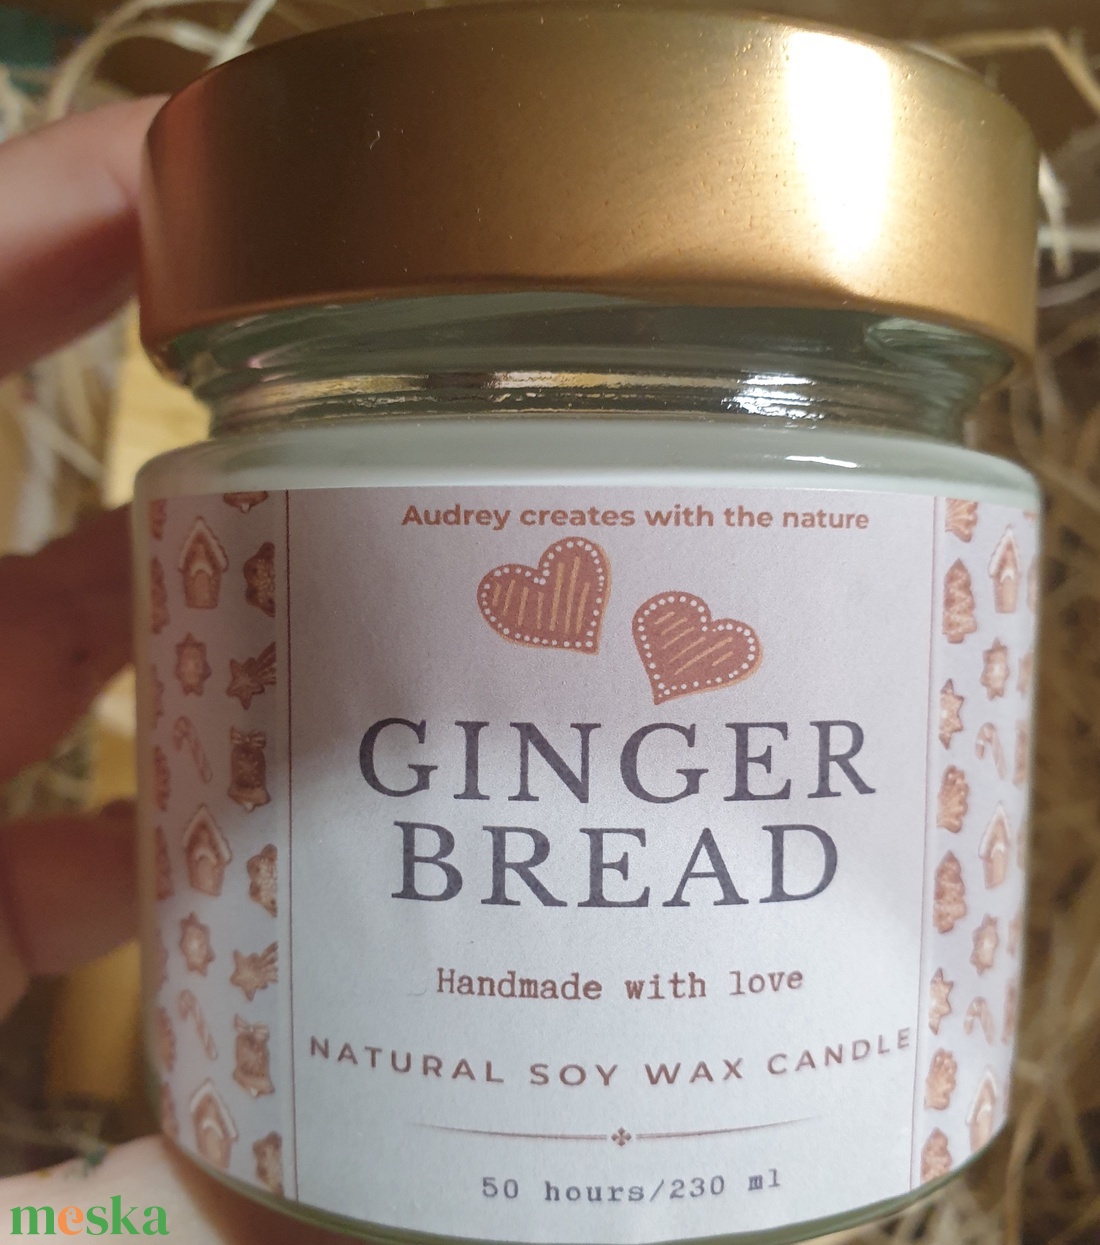 Audrey creates with the nature
GINGER
BREAD
Handmade with love
NATURAL SOY WAX CANDLE
50 hours/230 ml
meska